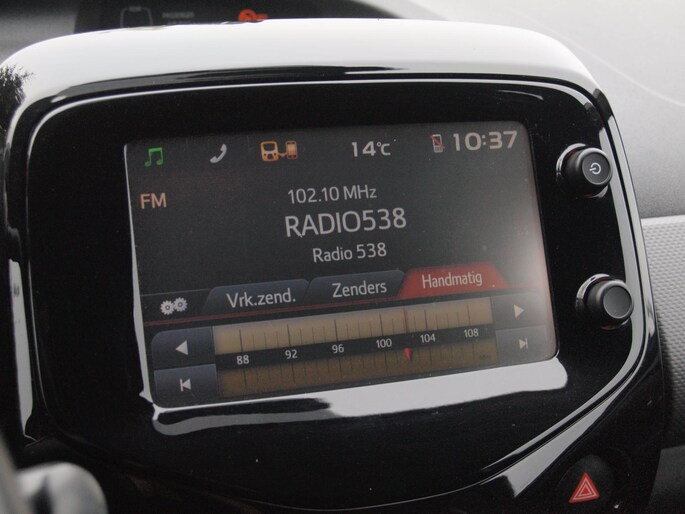 14°C 10:37
FM
102.10 MHz
RADIO538
Radio 538
Vrk.zend. Zenders Handmatig
88 92 96 100 104 108